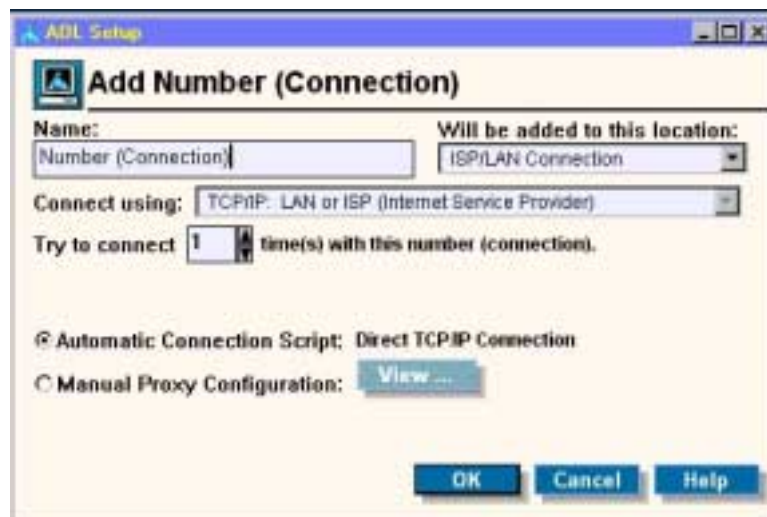 AOL Setup
Add Number (Connection)
Name:
Will be added to this location:
Number (Connection)
ISP/LAN Connection
Connect using: TCP/IP: LAN or ISP (Internet Service Provider)
Try to connect 1 time(s) with this number (connection).
Automatic Connection Script: Direct TCP/IP Connection
Manual Proxy Configuration: View ...
OK Cancel Help